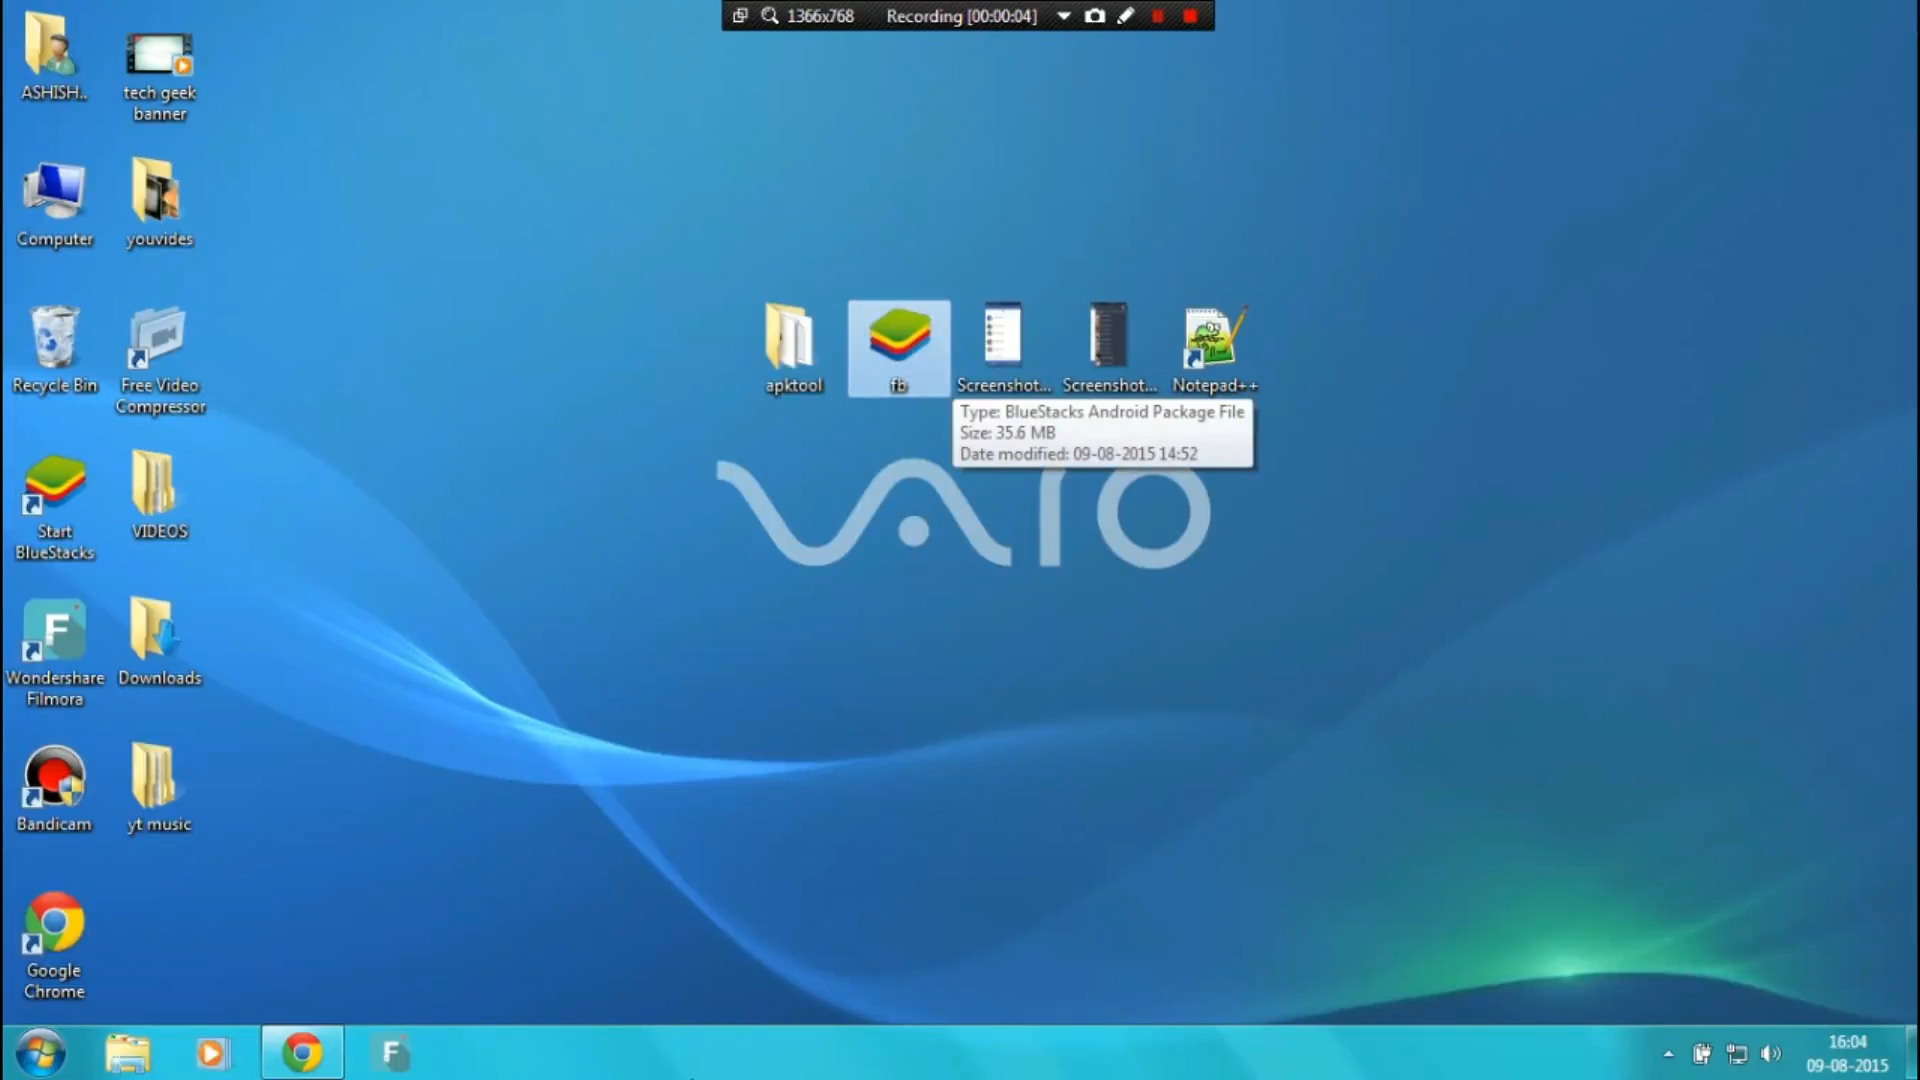 1366x768 Recording [00:00:04]
ASHISH..
tech geek
banner
Computer
youvides
Recycle Bin
Free Video
Compressor
apktool
fb
Screenshot...
Screenshot...
Notepad++
Type: BlueStacks Android Package File
Size: 35.6 MB
Date modified: 09-08-2015 14:52
VAIO
Start
BlueStacks
VIDEOS
Wondershare
Filmora
Downloads
Bandicam
yt music
Google
Chrome
16:04
09-08-2015